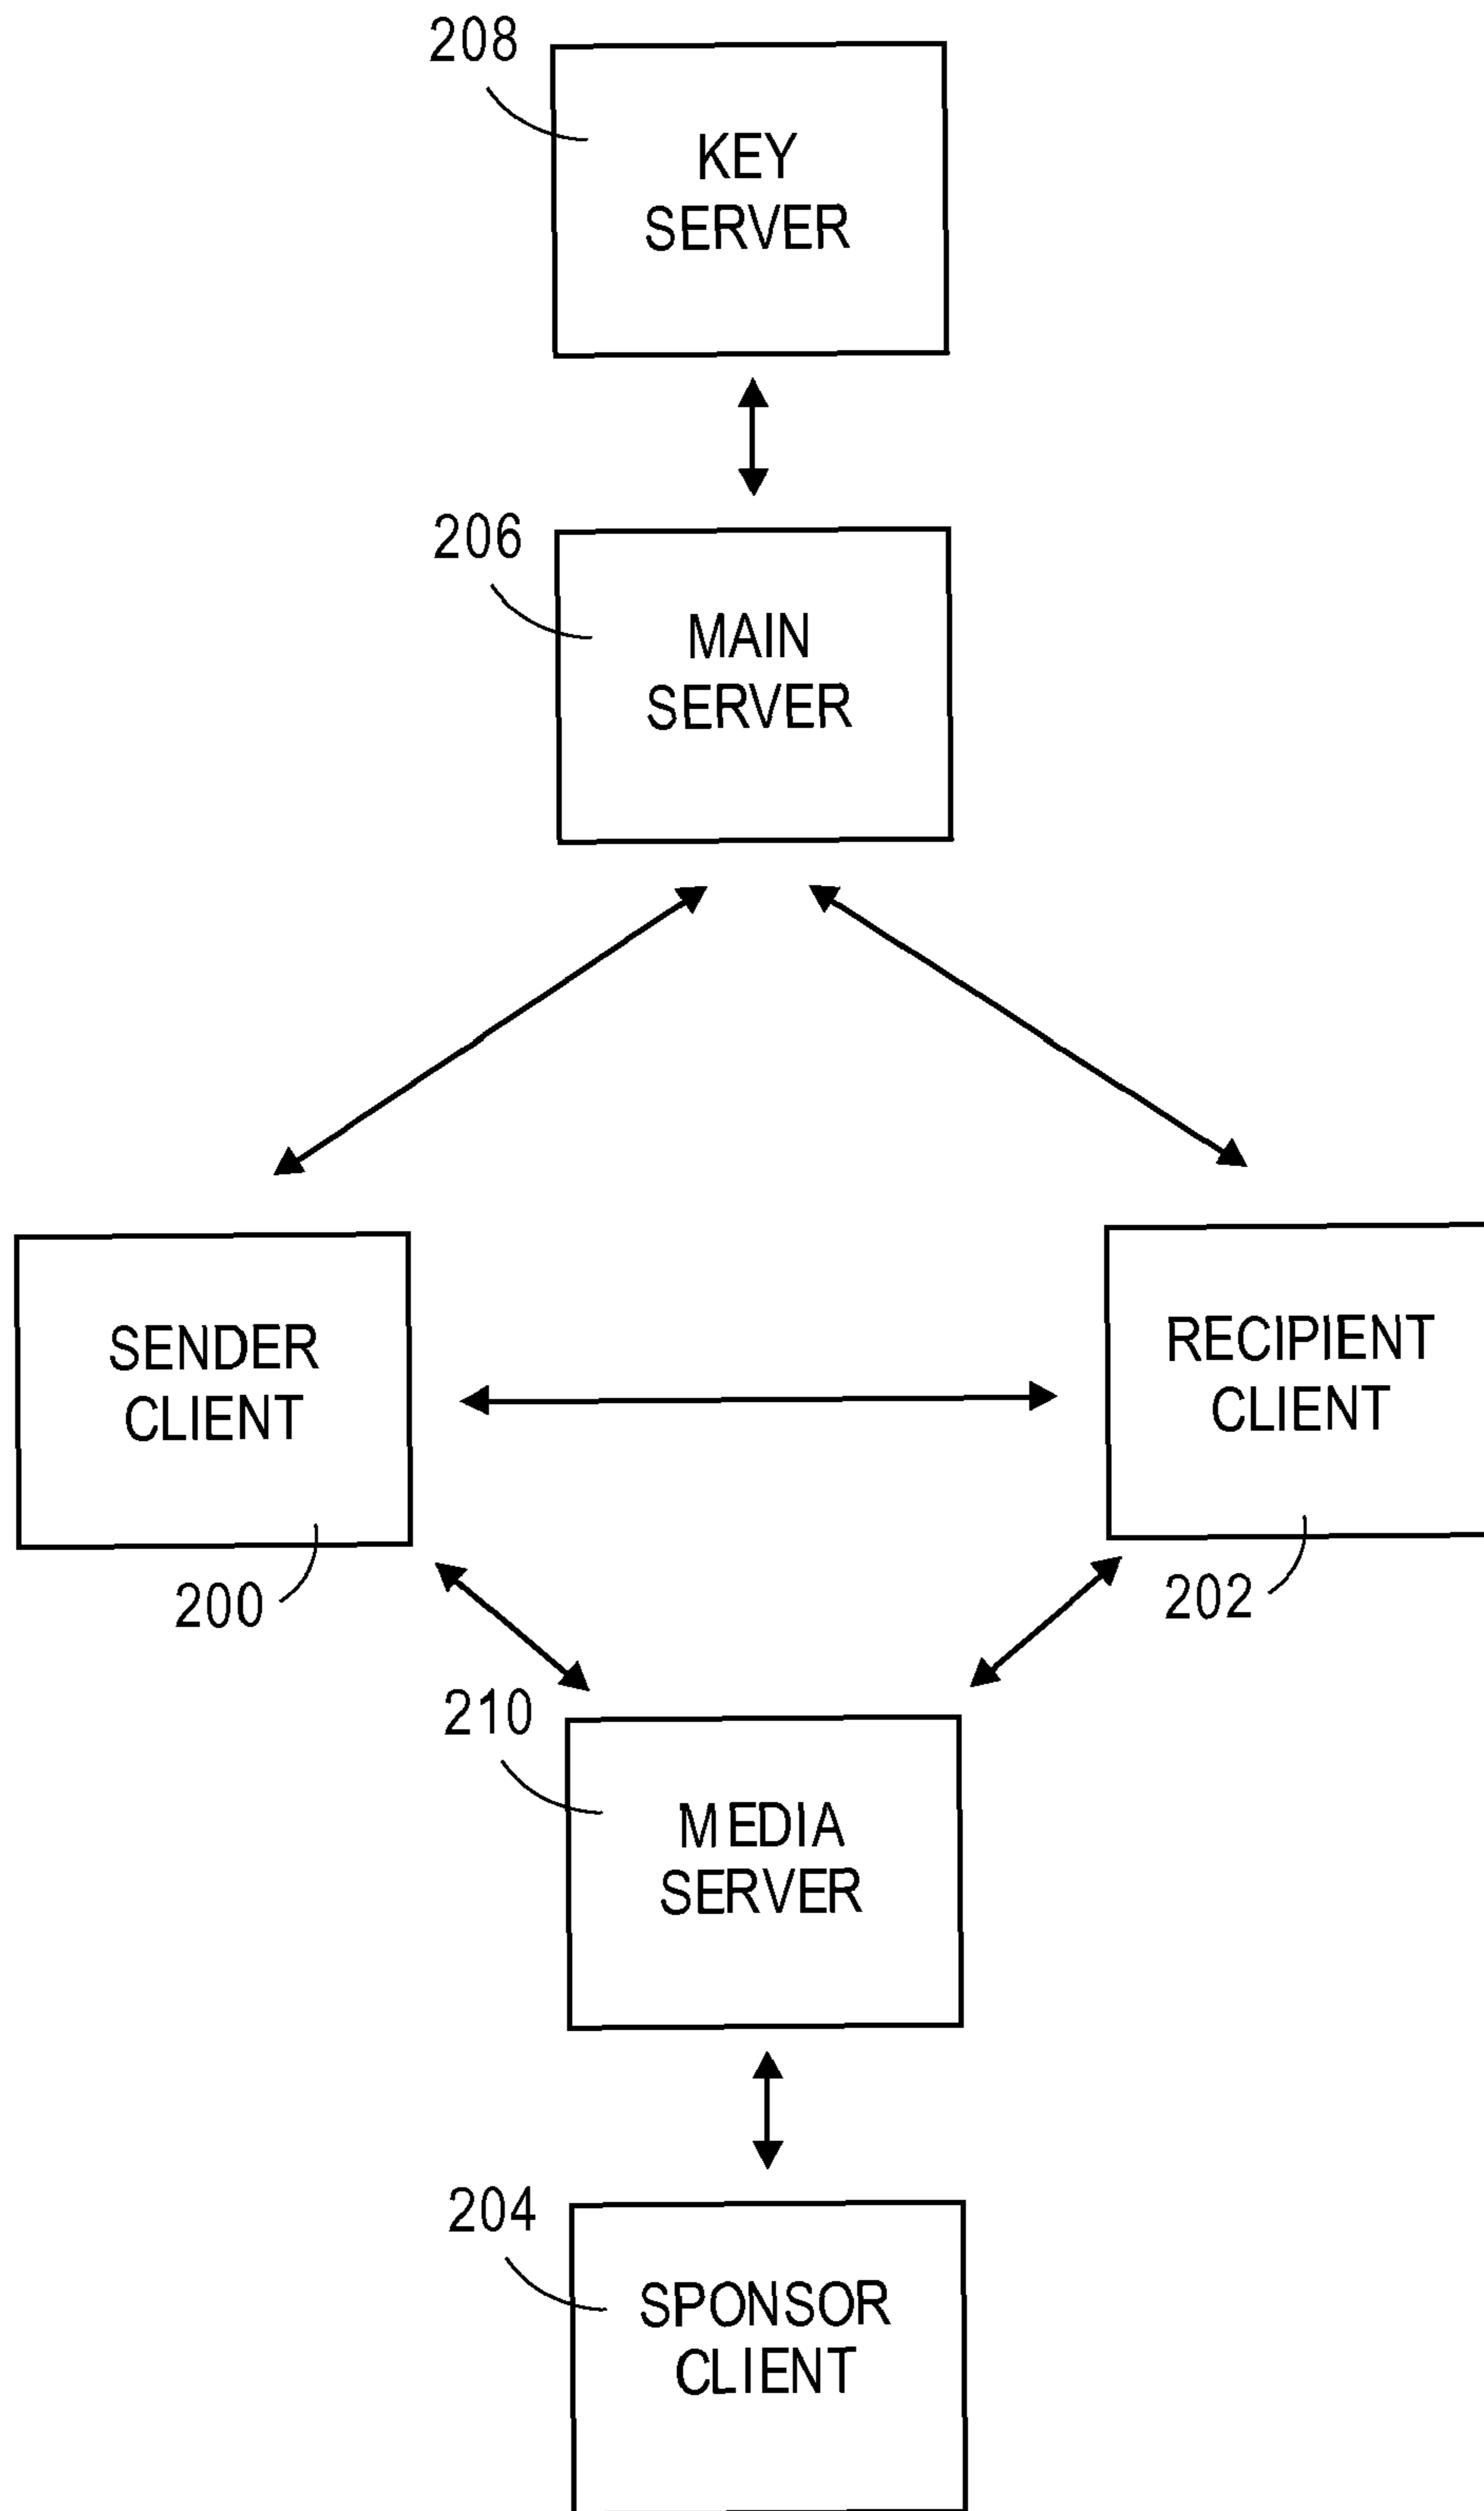 208
KEY
SERVER
206
MAIN
SERVER
SENDER
CLIENT
RECIPIENT
CLIENT
200
202
210
MEDIA
SERVER
204
SPONSOR
CLIENT